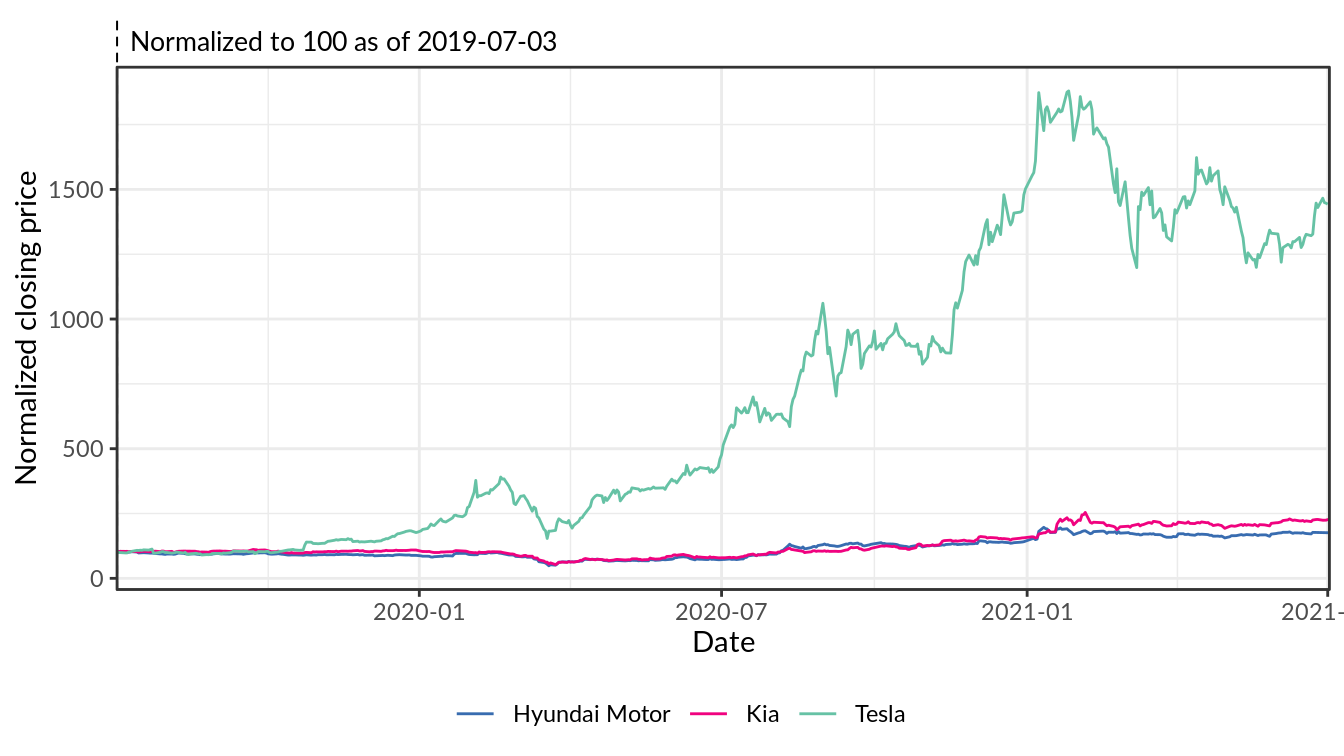 Normalized to 100 as of 2019-07-03
Normalized closing price
1500
1000
500
0
2020-01 2020-07 2021-01 2021-
Date
Hyundai Motor Kia Tesla